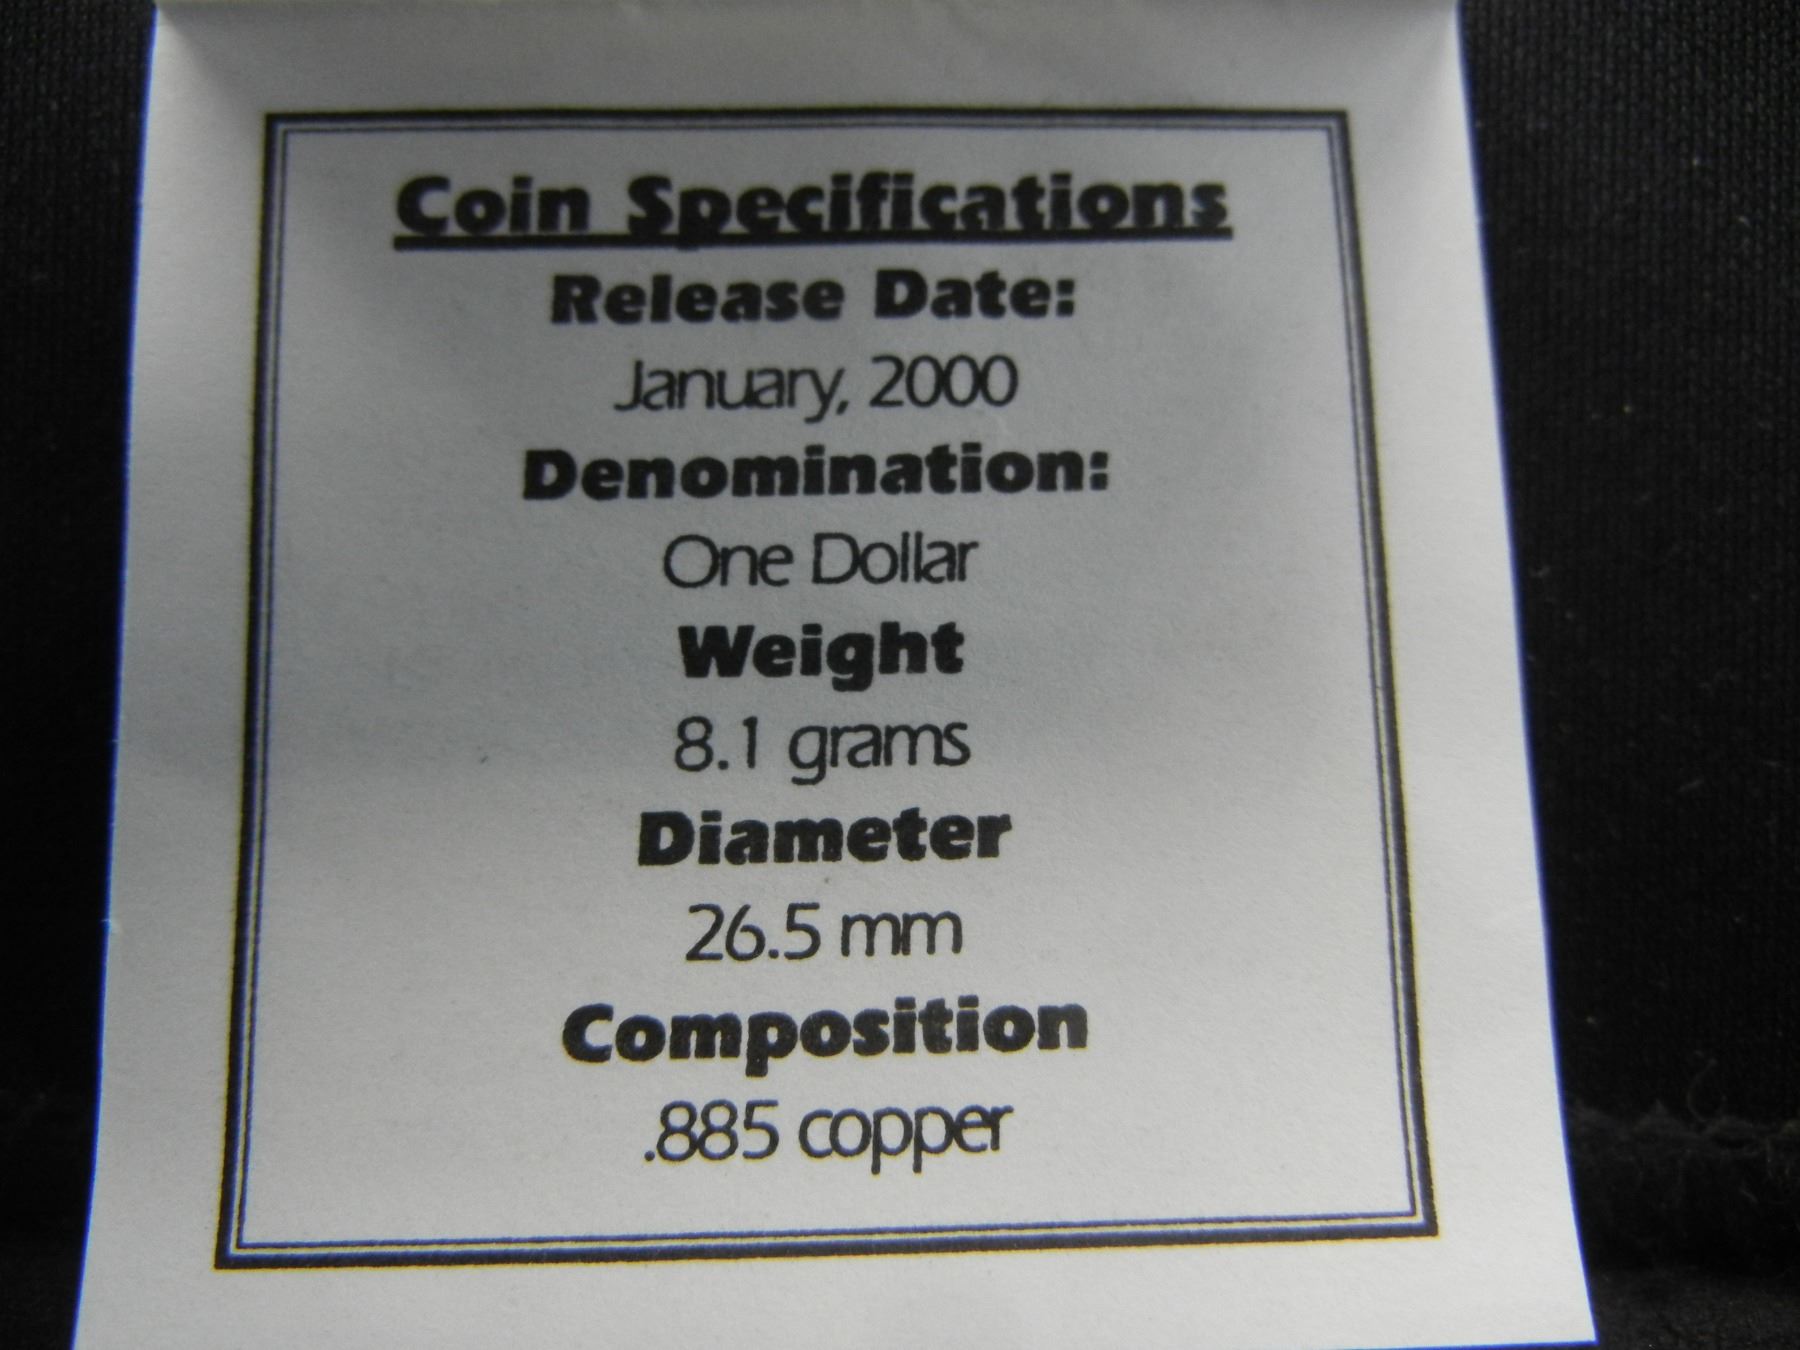 Coin Specifications
Release Date:
January, 2000
Denomination:
One Dollar
Weight
8.1 grams
Diameter
26.5 mm
Composition
.885 copper